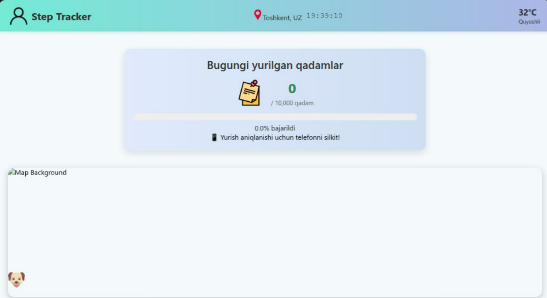 Step Tracker
Toshkent, UZ 19:39:10
32°C
Quyoshli
Bugungi yurilgan qadamlar
0
/ 10,000 qadam
0.0% bajarildi
Yurish aniqlanishi uchun telefonni silkit!
Map Background